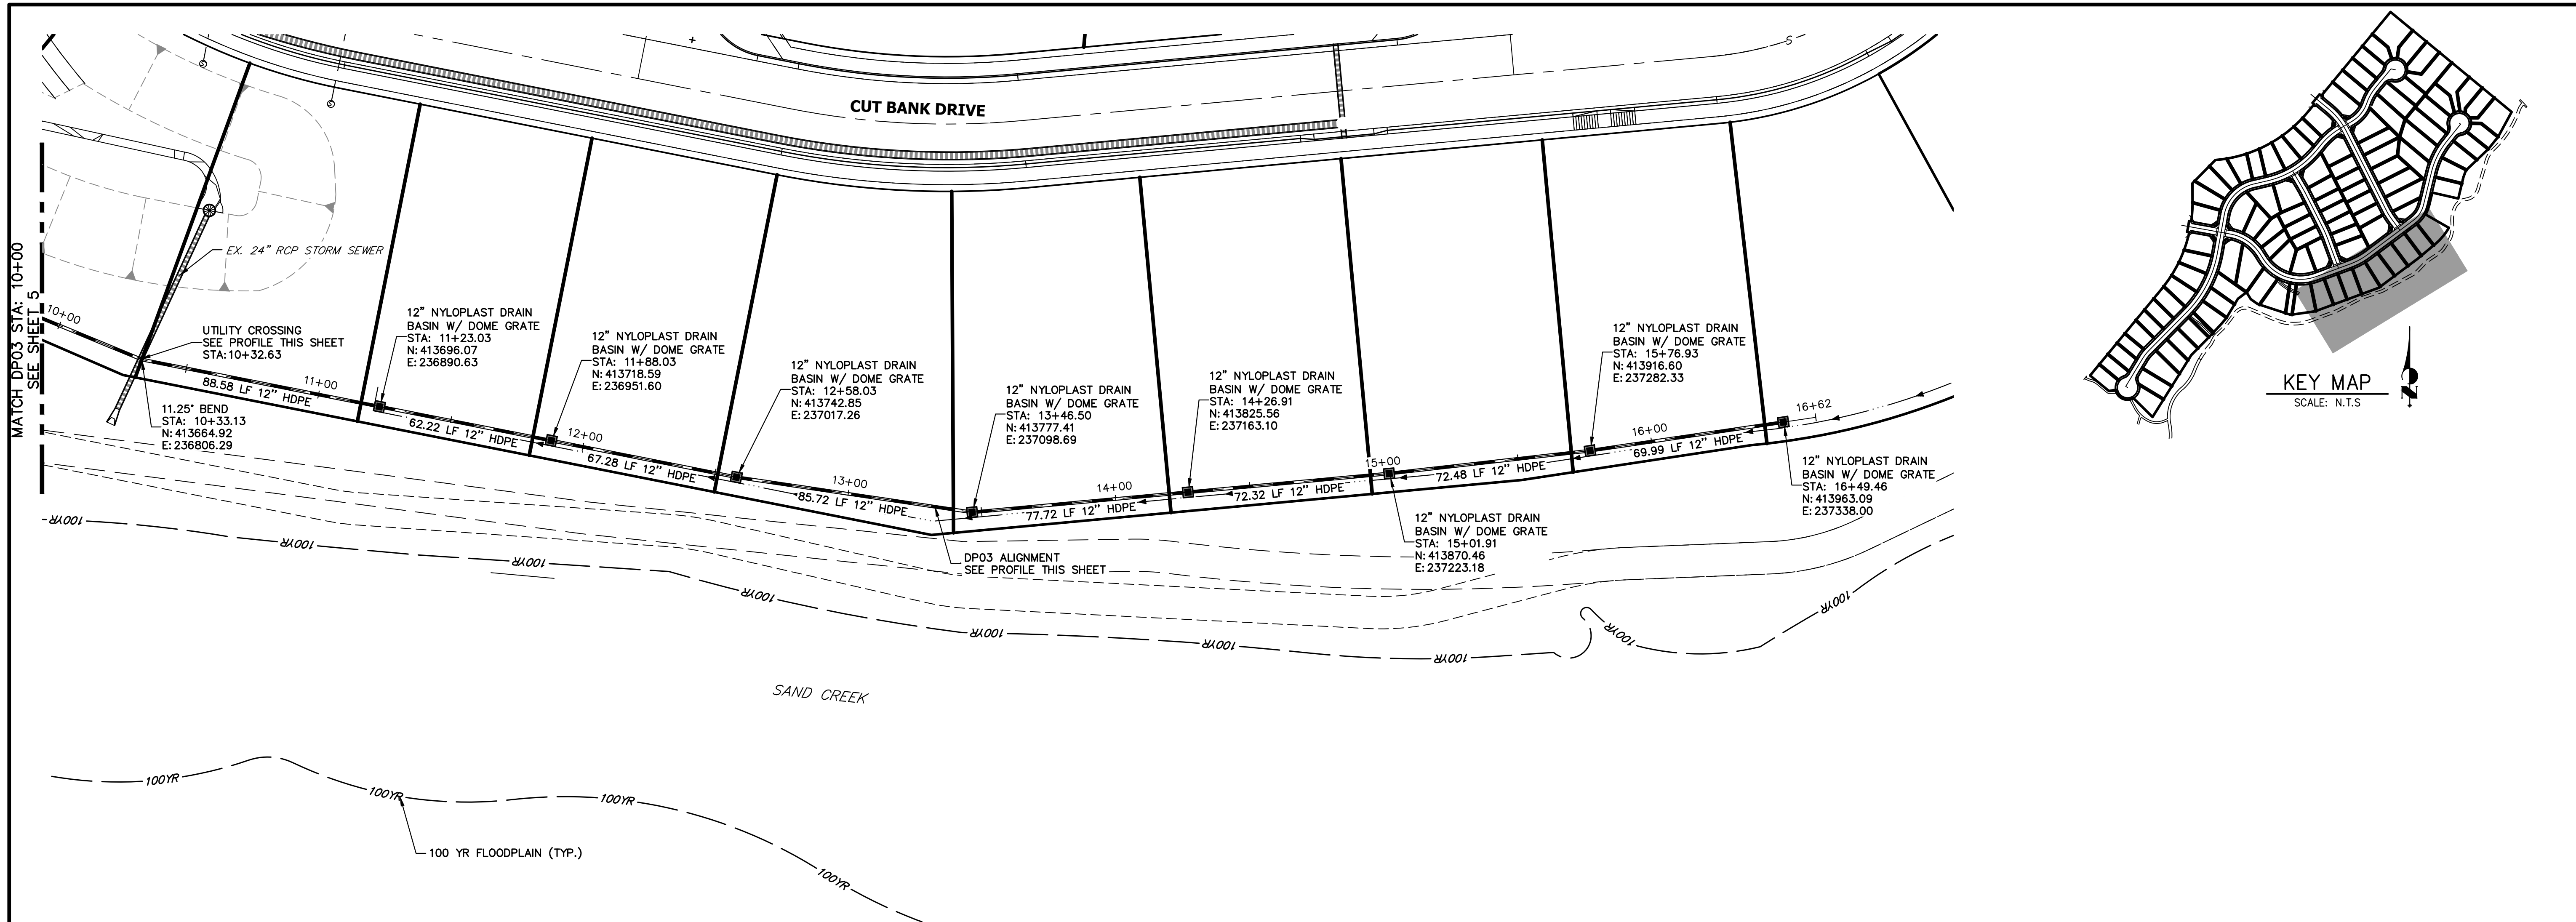 CUT BANK DRIVE
S
EX. 24" RCP STORM SEWER
MATCH DP03 STA: 10+00
SEE SHEET 5
10+00
UTILITY CROSSING
SEE PROFILE THIS SHEET
STA: 10+32.63
88.58 LF 12" HDPE
11+00
11.25° BEND
STA: 10+33.13
N: 413664.92
E: 236806.29
12" NYLOPLAST DRAIN
BASIN W/ DOME GRATE
STA: 11+23.03
N: 413696.07
E: 236890.63
62.22 LF 12" HDPE
12" NYLOPLAST DRAIN
BASIN W/ DOME GRATE
STA: 11+88.03
N: 413718.59
E: 236951.60
12+00
67.28 LF 12" HDPE
12" NYLOPLAST DRAIN
BASIN W/ DOME GRATE
STA: 12+58.03
N: 413742.85
E: 237017.26
13+00
85.72 LF 12" HDPE
12" NYLOPLAST DRAIN
BASIN W/ DOME GRATE
STA: 13+46.50
N: 413777.41
E: 237098.69
14+00
77.72 LF 12" HDPE
DP03 ALIGNMENT
SEE PROFILE THIS SHEET
12" NYLOPLAST DRAIN
BASIN W/ DOME GRATE
STA: 14+26.91
N: 413825.56
E: 237163.10
72.32 LF 12" HDPE
15+00
12" NYLOPLAST DRAIN
BASIN W/ DOME GRATE
STA: 15+01.91
N: 413870.46
E: 237223.18
72.48 LF 12" HDPE
12" NYLOPLAST DRAIN
BASIN W/ DOME GRATE
STA: 15+76.93
N: 413916.60
E: 237282.33
16+00
69.99 LF 12" HDPE
16+62
12" NYLOPLAST DRAIN
BASIN W/ DOME GRATE
STA: 16+49.46
N: 413963.09
E: 237338.00
100YR
100YR
100YR
100YR
100YR
100YR
100YR
100YR
100YR
SAND CREEK
100YR
100YR
100YR
100YR
100 YR FLOODPLAIN (TYP.)
KEY MAP
SCALE: N.T.S
N